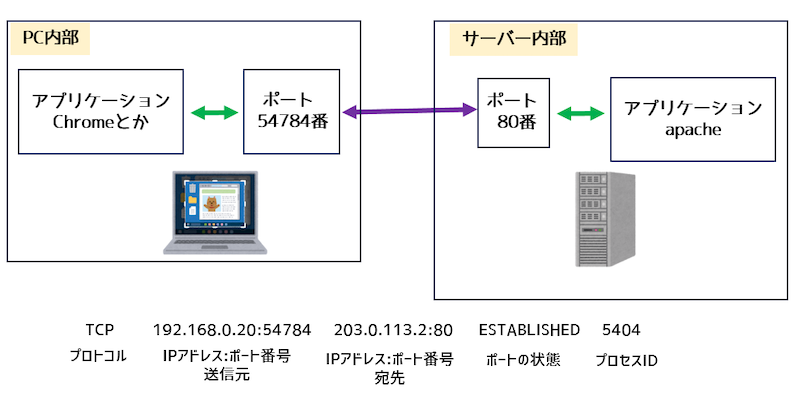 PC内部
サーバー内部
アプリケーション
Chromeとか
ポート
54784番
ポート
80番
アプリケーション
apache
TCP
192.168.0.20:54784
203.0.113.2:80
ESTABLISHED
5404
プロトコル
IPアドレス:ポート番号
送信元
IPアドレス:ポート番号
宛先
ポートの状態
プロセスID